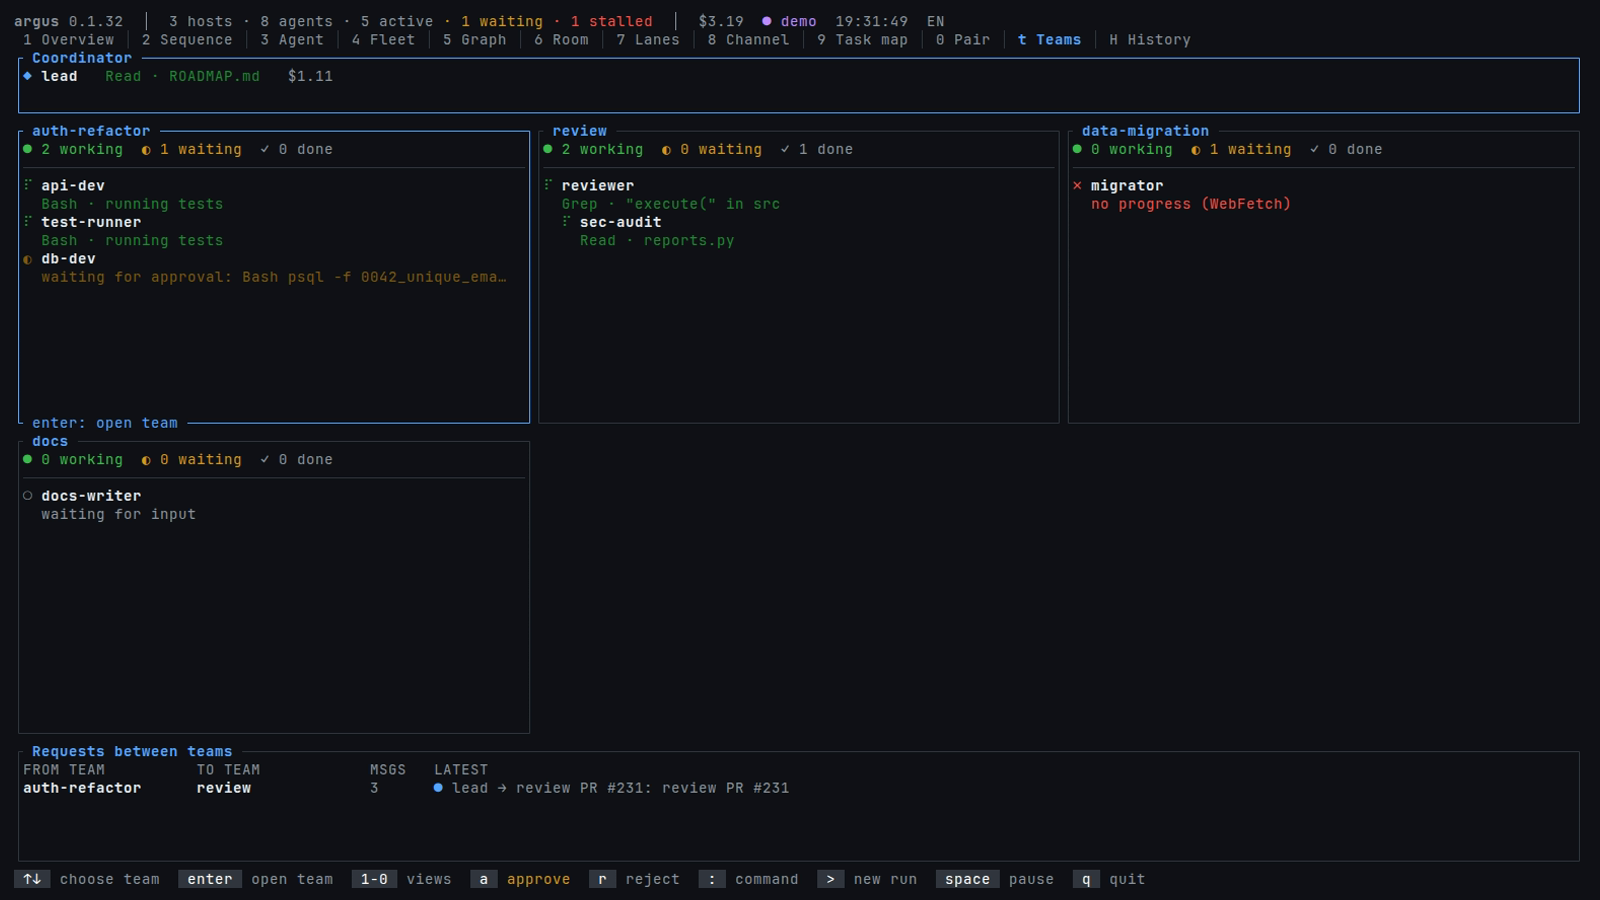 argus 0.1.32 │ 3 hosts · 8 agents · 5 active · 1 waiting · 1 stalled │ $3.19 ● demo 19:31:49 EN
1 Overview │ 2 Sequence │ 3 Agent │ 4 Fleet │ 5 Graph │ 6 Room │ 7 Lanes │ 8 Channel │ 9 Task map │ 0 Pair │ t Teams │ H History
Coordinator
◆ lead Read · ROADMAP.md $1.11
auth-refactor
● 2 working ◐ 1 waiting ✓ 0 done
api-dev
Bash · running tests
test-runner
Bash · running tests
◐ db-dev
waiting for approval: Bash psql -f 0042_unique_ema…
enter: open team
review
● 2 working ◐ 0 waiting ✓ 1 done
reviewer
Grep · "execute(" in src
sec-audit
Read · reports.py
data-migration
● 0 working ◐ 1 waiting ✓ 0 done
✕ migrator
no progress (WebFetch)
docs
● 0 working ◐ 0 waiting ✓ 0 done
○ docs-writer
waiting for input
Requests between teams
FROM TEAM TO TEAM MSGS LATEST
auth-refactor review 3 ● lead → review PR #231: review PR #231
↑↓ choose team enter open team 1-0 views a approve r reject : command > new run space pause q quit